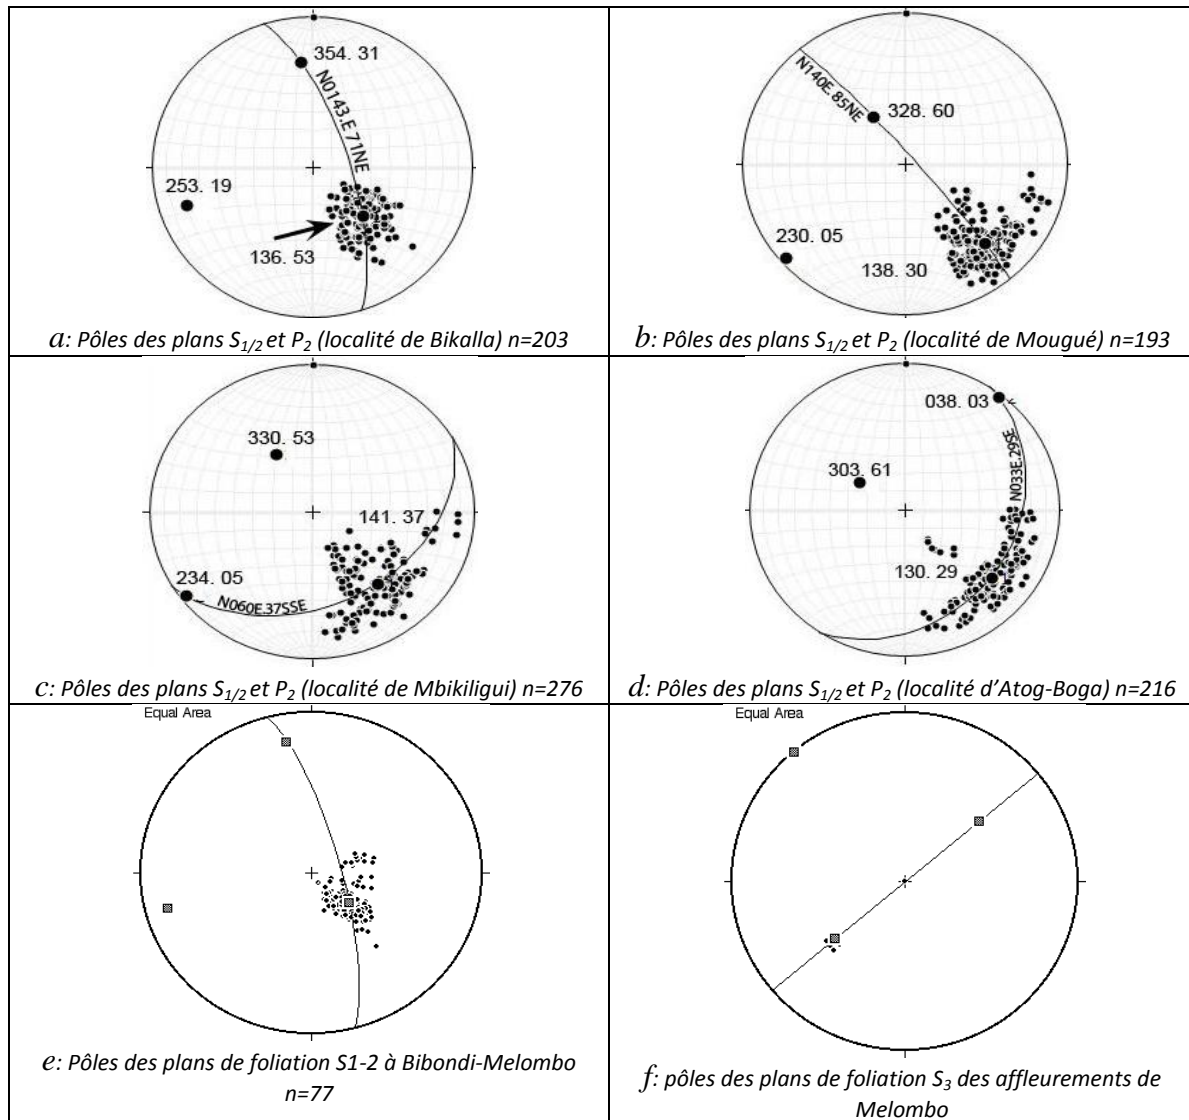 354. 31
N0143.E 71NE
253. 19
136. 53
a: Pôles des plans S1/2 et P2 (localité de Bikalla) n=203
N140E.85NE
328. 60
230. 05
138. 30
b: Pôles des plans S1/2 et P2 (localité de Mougué) n=193
330. 53
141. 37
234. 05
N060E.37SSE
c: Pôles des plans S1/2 et P2 (localité de Mbikiligui) n=276
038. 03
N033E.29SE
303. 61
130. 29
d: Pôles des plans S1/2 et P2 (localité d'Atog-Boga) n=216
Equal Area
e: Pôles des plans de foliation S1-2 à Bibondi-Melombo
n=77
Equal Area
f: pôles des plans de foliation S3 des affleurements de
Melombo